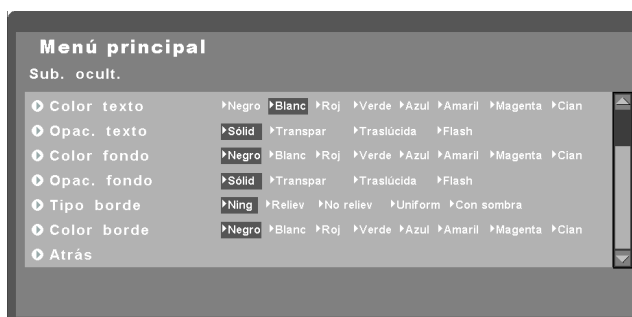 Menú principal
Sub. ocult.
Color texto Negro Blanc Roj Verde Azul Amaril Magenta Cian
Opac. texto Sólid Transpar Traslúcida Flash
Color fondo Negro Blanc Roj Verde Azul Amaril Magenta Cian
Opac. fondo Sólid Transpar Traslúcida Flash
Tipo borde Ning Reliev No reliev Uniform Con sombra
Color borde Negro Blanc Roj Verde Azul Amaril Magenta Cian
Atrás